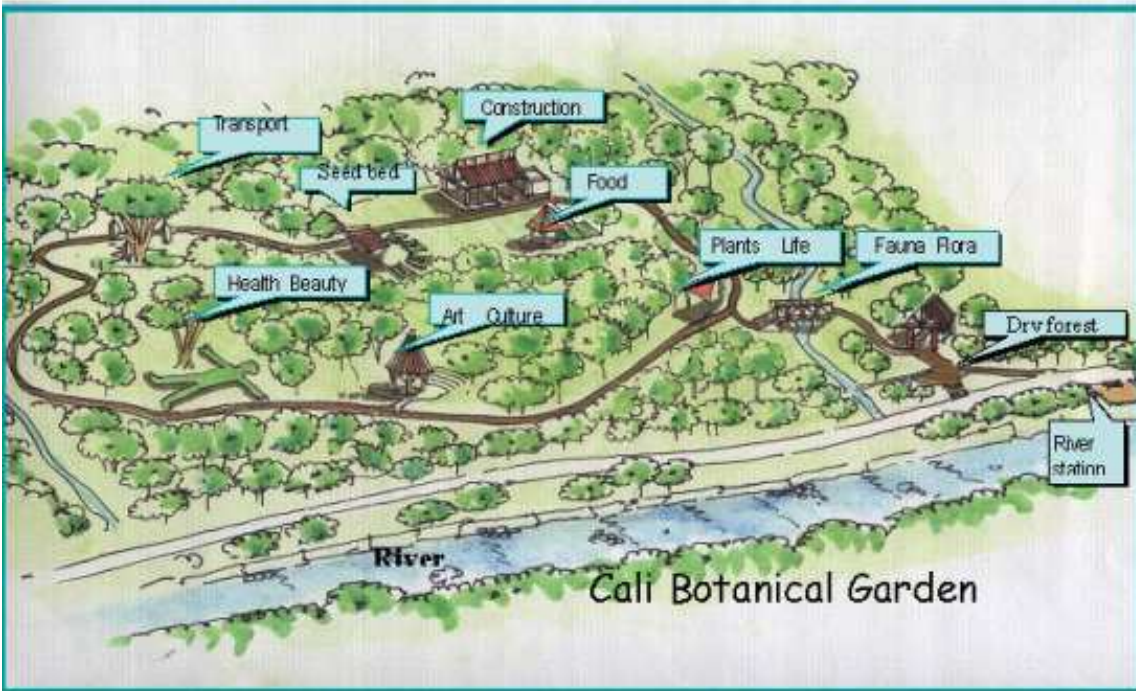 Construction
Transport
Seed bed
Food
Plants Life
Fauna Flora
Health Beauty
Art Culture
Dry forest
River
station
River
Cali Botanical Garden